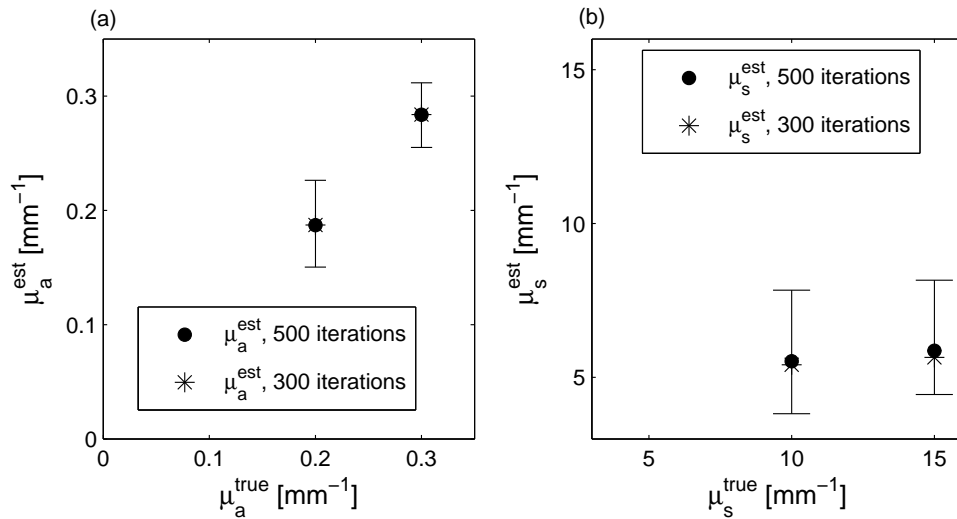 (a)
0.3
0.2
0.1
0
μ_a^est [mm⁻¹]
μ_a^est, 500 iterations
μ_a^est, 300 iterations
0
0.1
0.2
0.3
μ_a^true [mm⁻¹]
(b)
15
10
5
μ_s^est [mm⁻¹]
μ_s^est, 500 iterations
μ_s^est, 300 iterations
5
10
15
μ_s^true [mm⁻¹]